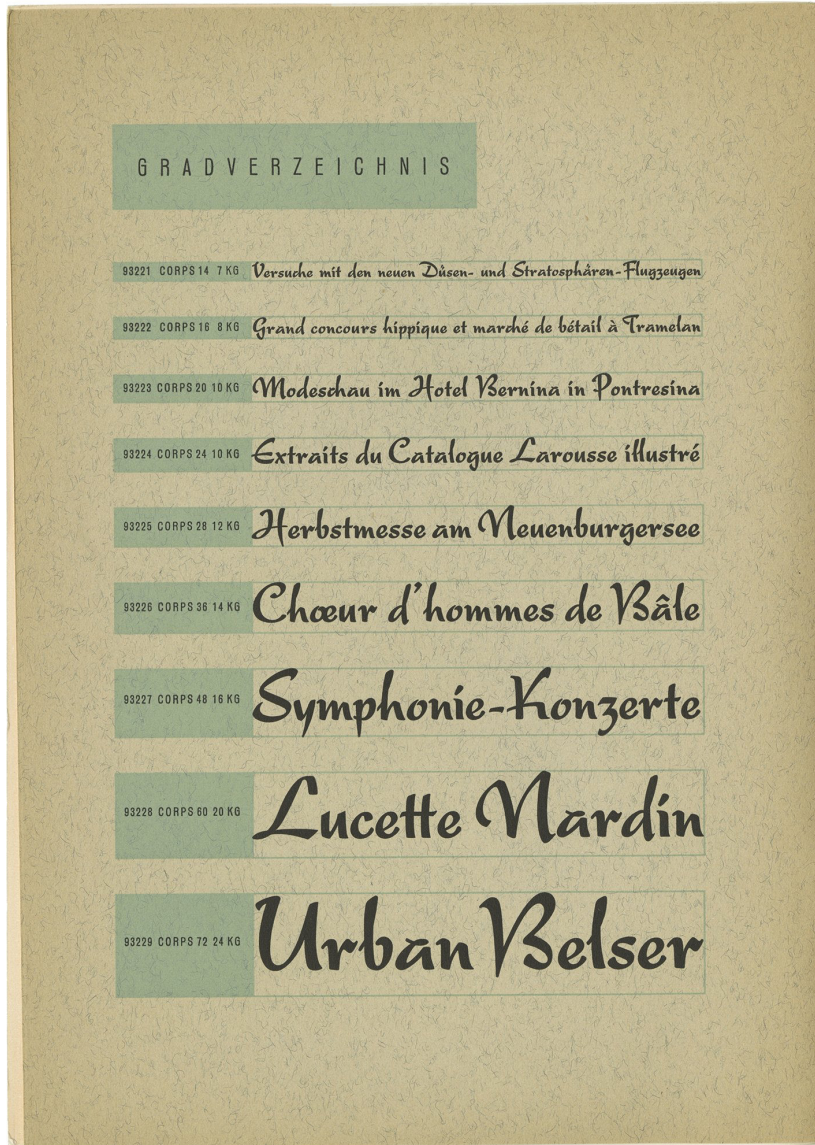 GRADVERZEICHNIS
93221 CORPS 14 7 KG Versuche mit den neuen Düsen- und Stratosphären-Flugzeugen
93222 CORPS 16 8 KG Grand concours hippique et marché de bétail à Tramelan
93223 CORPS 20 10 KG Modeschau im Hotel Bernina in Pontresina
93224 CORPS 24 10 KG Extraits du Catalogue Larousse illustré
93225 CORPS 28 12 KG Herbstmesse am Neuenburgersee
93226 CORPS 36 14 KG Chœur d'hommes de Bâle
93227 CORPS 48 16 KG Symphonie-Konzerte
93228 CORPS 60 20 KG Lucette Nardin
93229 CORPS 72 24 KG Urban Belser